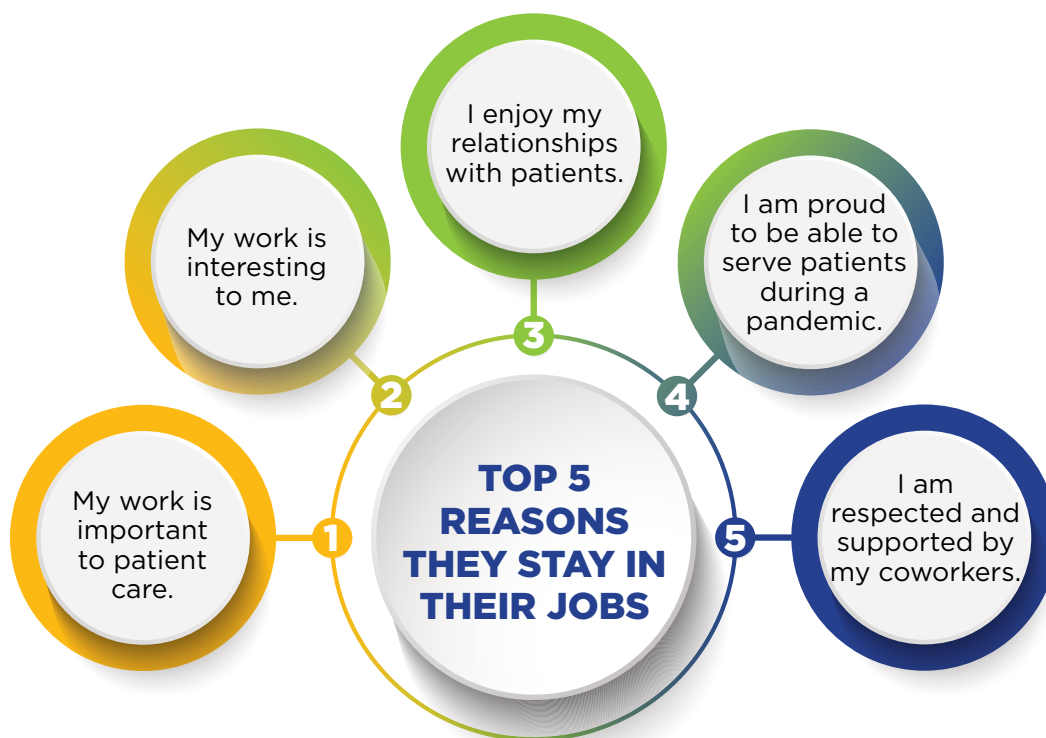 TOP 5
REASONS
THEY STAY IN
THEIR JOBS
1
My work is
important
to patient
care.
2
My work is
interesting
to me.
3
I enjoy my
relationships
with patients.
4
I am proud
to be able to
serve patients
during a
pandemic.
5
I am
respected and
supported by
my coworkers.